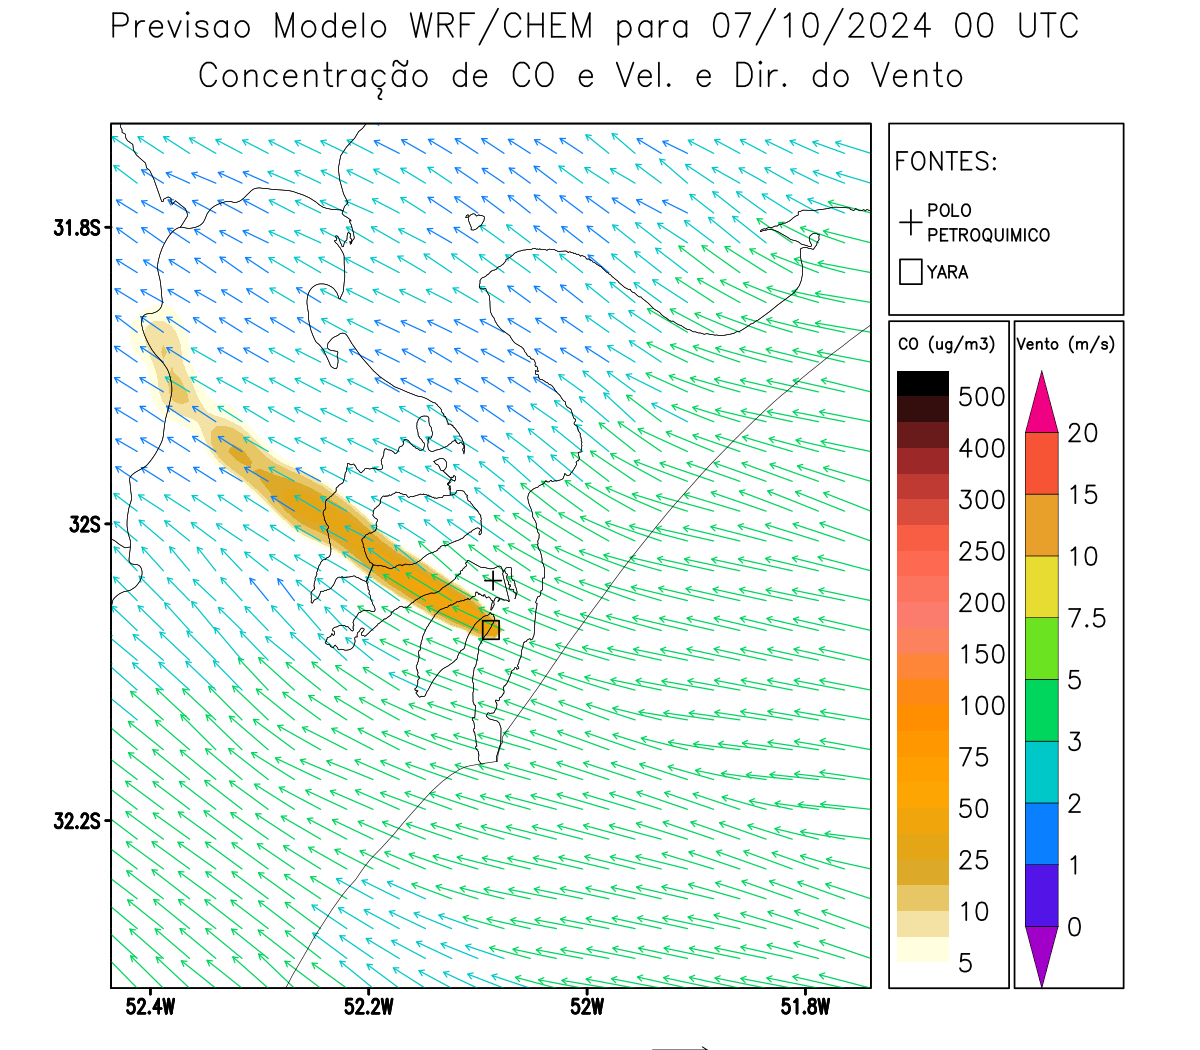 Previsao Modelo WRF/CHEM para 07/10/2024 00 UTC
Concentração de CO e Vel. e Dir. do Vento
FONTES:
POLO
PETROQUIMICO
YARA
31.8S
32S
32.2S
52.4W
52.2W
52W
51.8W
CO (ug/m3)
500
400
300
250
200
150
100
75
50
25
10
5
Vento (m/s)
20
15
10
7.5
5
3
2
1
0